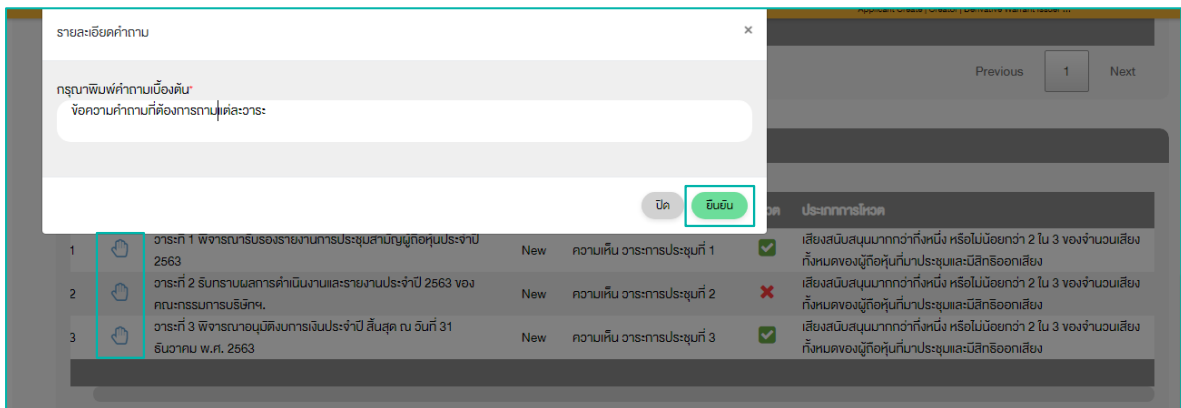 รายละเอียดคำถาม ×
กรุณาพิมพ์คำถามเบื้องต้น*
ข้อความคำถามที่ต้องการถามแต่ละวาระ
Previous 1 Next
ปิด ยืนยัน
ประเภทการโหวต
1 วาระที่ 1 พิจารณารับรองรายงานการประชุมสามัญผู้ถือหุ้นประจำปี New ความเห็น วาระการประชุมที่ 1 เสียงสนับสนุนมากกว่ากึ่งหนึ่ง หรือไม่น้อยกว่า 2 ใน 3 ของจำนวนเสียง
2563 ทั้งหมดของผู้ถือหุ้นที่มาประชุมและมีสิทธิออกเสียง
2 วาระที่ 2 รับทราบผลการดำเนินงานและรายงานประจำปี 2563 ของ New ความเห็น วาระการประชุมที่ 2 เสียงสนับสนุนมากกว่ากึ่งหนึ่ง หรือไม่น้อยกว่า 2 ใน 3 ของจำนวนเสียง
คณะกรรมการบริษัทฯ. ทั้งหมดของผู้ถือหุ้นที่มาประชุมและมีสิทธิออกเสียง
3 วาระที่ 3 พิจารณาอนุมัติงบการเงินประจำปี สิ้นสุด ณ วันที่ 31 New ความเห็น วาระการประชุมที่ 3 เสียงสนับสนุนมากกว่ากึ่งหนึ่ง หรือไม่น้อยกว่า 2 ใน 3 ของจำนวนเสียง
ธันวาคม พ.ศ. 2563 ทั้งหมดของผู้ถือหุ้นที่มาประชุมและมีสิทธิออกเสียง